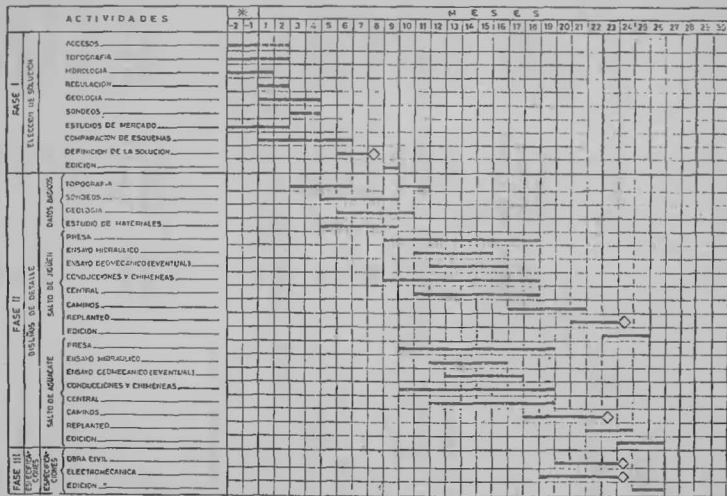 ACTIVIDADES
*
MESES
-2 -1 1 2 3 4 5 6 7 8 9 10 11 12 13 14 15 16 17 18 19 20 21 22 23 24 25 26 27 28 29 30
FASE I
ELECCION DE SOLUCION
ACCESOS
TOPOGRAFIA
HIDROLOGIA
REGULACION
GEOLOGIA
SONDEOS
ESTUDIOS DE MERCADO
COMPARACION DE ESQUEMAS
DEFINICION DE LA SOLUCION
EDICION
FASE II
DISEÑOS DE DETALLE
DATOS BASICOS
TOPOGRAFIA
SONDEOS
GEOLOGIA
ESTUDIO DE MATERIALES
SALTO DE JIGÜEY
PRESA
ENSAYO HIDRAULICO
ENSAYO GEOMECANICO (EVENTUAL)
CONDUCCIONES Y CHIMENEAS
CENTRAL
CAMINOS
REPLANTEO
EDICION
SALTO DE AGUACATE
PRESA
ENSAYO HIDRAULICO
ENSAYO GEOMECANICO (EVENTUAL)
CONDUCCIONES Y CHIMENEAS
CENTRAL
CAMINOS
REPLANTEO
EDICION
FASE III
ESPECIFICACIONES
ESPECIFICACIONES
OBRA CIVIL
ELECTROMECANICA
EDICION